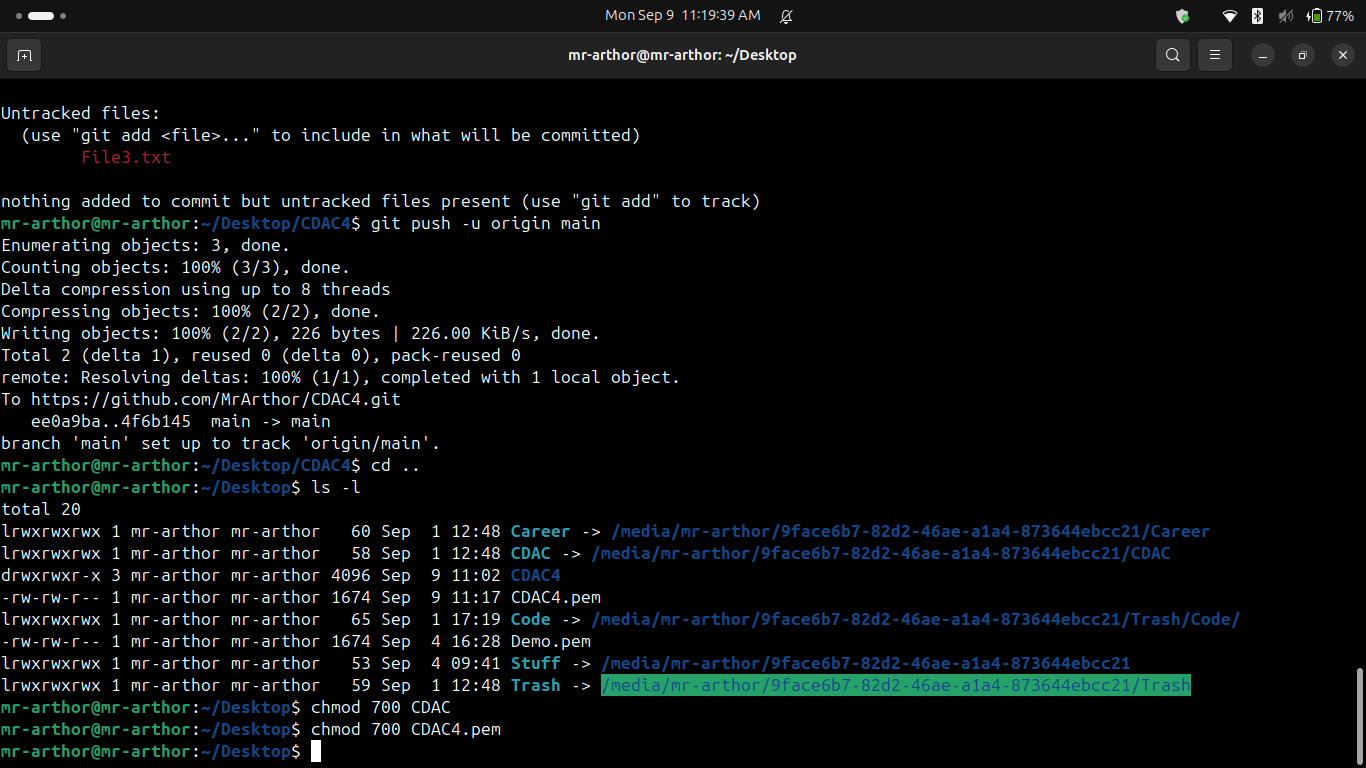 Mon Sep 9 11:19:39 AM
77%
mr-arthor@mr-arthor: ~/Desktop
Untracked files:
  (use "git add <file>..." to include in what will be committed)
        File3.txt
nothing added to commit but untracked files present (use "git add" to track)
mr-arthor@mr-arthor:~/Desktop/CDAC4$ git push -u origin main
Enumerating objects: 3, done.
Counting objects: 100% (3/3), done.
Delta compression using up to 8 threads
Compressing objects: 100% (2/2), done.
Writing objects: 100% (2/2), 226 bytes | 226.00 KiB/s, done.
Total 2 (delta 1), reused 0 (delta 0), pack-reused 0
remote: Resolving deltas: 100% (1/1), completed with 1 local object.
To https://github.com/MrArthor/CDAC4.git
   ee0a9ba..4f6b145  main -> main
branch 'main' set up to track 'origin/main'.
mr-arthor@mr-arthor:~/Desktop/CDAC4$ cd ..
mr-arthor@mr-arthor:~/Desktop$ ls -l
total 20
lrwxrwxrwx 1 mr-arthor mr-arthor   60 Sep  1 12:48 Career -> /media/mr-arthor/9face6b7-82d2-46ae-a1a4-873644ebcc21/Career
lrwxrwxrwx 1 mr-arthor mr-arthor   58 Sep  1 12:48 CDAC -> /media/mr-arthor/9face6b7-82d2-46ae-a1a4-873644ebcc21/CDAC
drwxrwxr-x 3 mr-arthor mr-arthor 4096 Sep  9 11:02 CDAC4
-rw-rw-r-- 1 mr-arthor mr-arthor 1674 Sep  9 11:17 CDAC4.pem
lrwxrwxrwx 1 mr-arthor mr-arthor   65 Sep  1 17:19 Code -> /media/mr-arthor/9face6b7-82d2-46ae-a1a4-873644ebcc21/Trash/Code/
-rw-rw-r-- 1 mr-arthor mr-arthor 1674 Sep  4 16:28 Demo.pem
lrwxrwxrwx 1 mr-arthor mr-arthor   53 Sep  4 09:41 Stuff -> /media/mr-arthor/9face6b7-82d2-46ae-a1a4-873644ebcc21
lrwxrwxrwx 1 mr-arthor mr-arthor   59 Sep  1 12:48 Trash -> /media/mr-arthor/9face6b7-82d2-46ae-a1a4-873644ebcc21/Trash
mr-arthor@mr-arthor:~/Desktop$ chmod 700 CDAC
mr-arthor@mr-arthor:~/Desktop$ chmod 700 CDAC4.pem
mr-arthor@mr-arthor:~/Desktop$